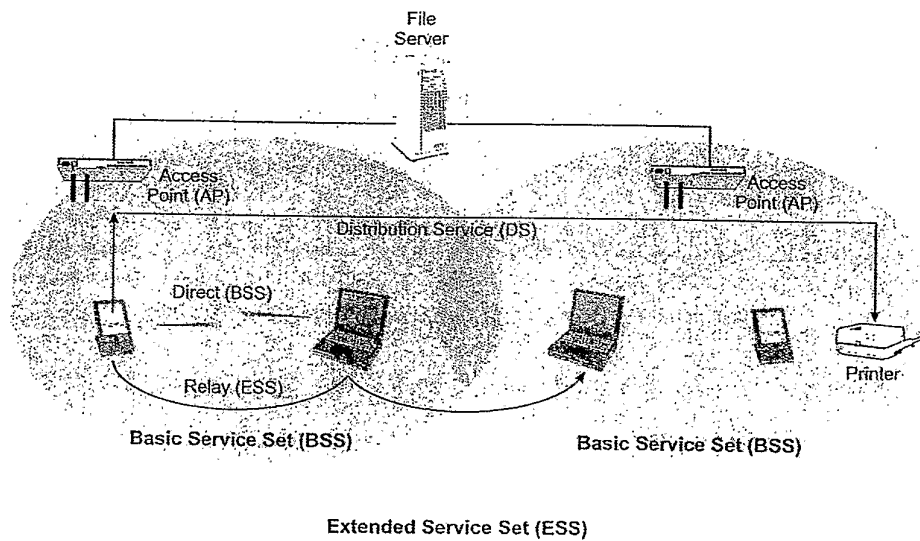 File
Server
Access
Point (AP)
Access
Point (AP)
Distribution Service (DS)
Direct (BSS)
Relay (ESS)
Printer
Basic Service Set (BSS)
Basic Service Set (BSS)
Extended Service Set (ESS)